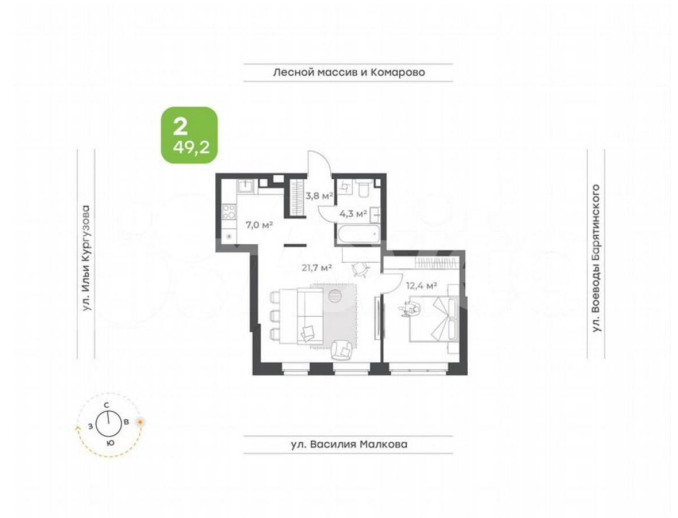 Лесной массив и Комарово
2
49,2
3,8 м²
4,3 м²
7,0 м²
21,7 м²
12,4 м²
ул. Ильи Кургузова
ул. Воеводы Барятинского
С
З
В
Ю
ул. Василия Малкова